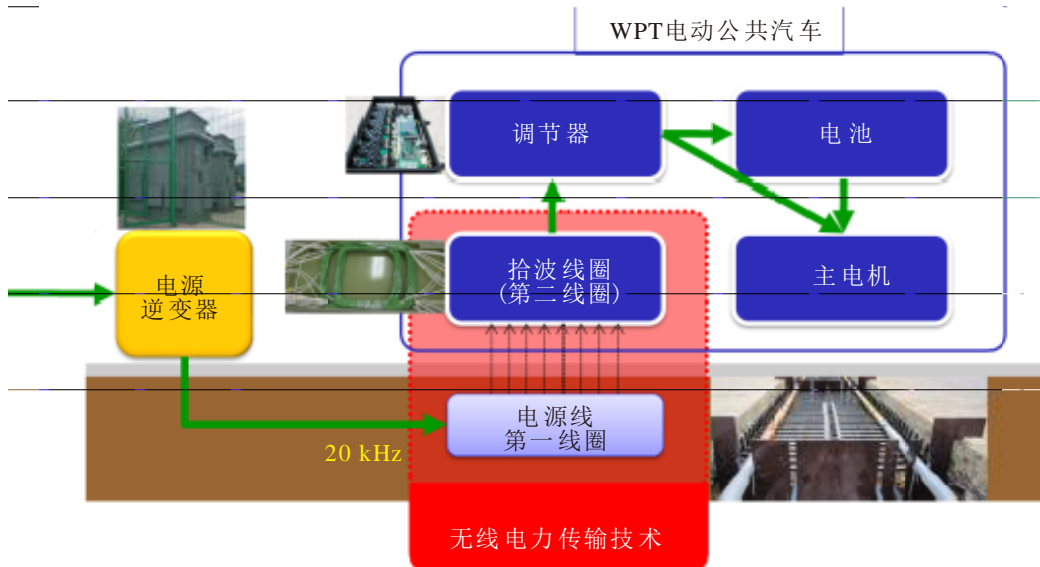 WPT电动公共汽车
调节器
电池
电源
逆变器
拾波线圈
(第二线圈)
主电机
电源线
第一线圈
20 kHz
无线电力传输技术